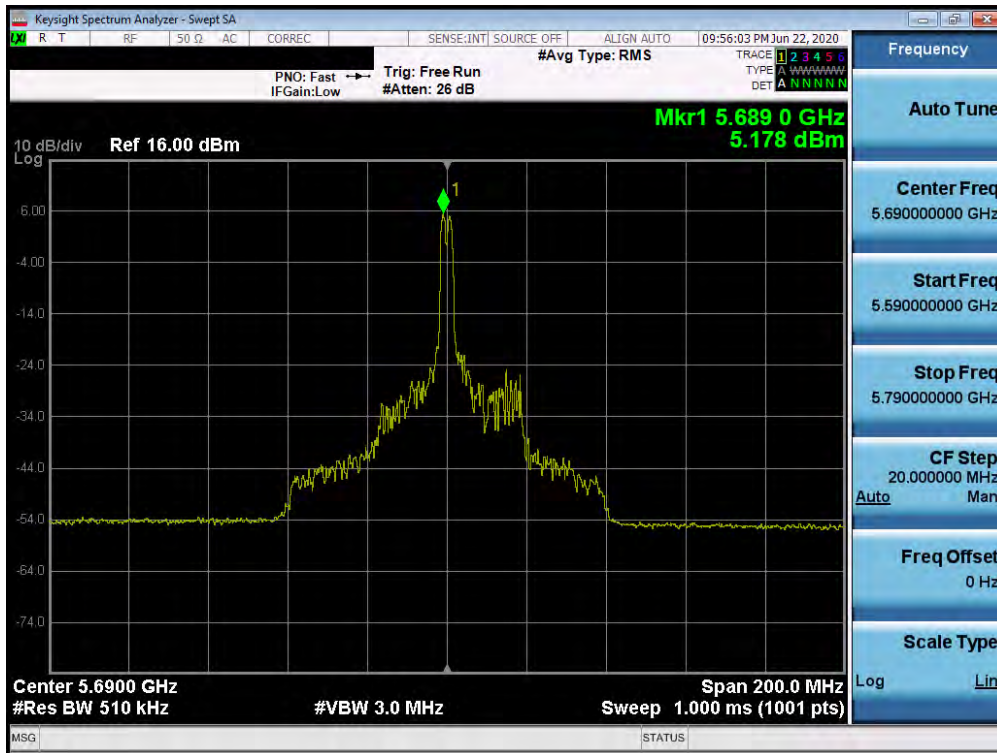 Keysight Spectrum Analyzer - Swept SA
LXI R T RF 50 Ω AC CORREC SENSE:INT SOURCE OFF ALIGN AUTO 09:56:03 PM Jun 22, 2020
PNO: Fast Trig: Free Run #Avg Type: RMS TRACE 1 2 3 4 5 6
IFGain:Low #Atten: 26 dB TYPE A WWWWW
DET A N N N N N
Mkr1 5.689 0 GHz
5.178 dBm
10 dB/div Ref 16.00 dBm
Log
1
6.00
-4.00
-14.0
-24.0
-34.0
-44.0
-54.0
-64.0
-74.0
Center 5.6900 GHz Span 200.0 MHz
#Res BW 510 kHz #VBW 3.0 MHz Sweep 1.000 ms (1001 pts)
MSG STATUS
Frequency
Auto Tune
Center Freq
5.690000000 GHz
Start Freq
5.590000000 GHz
Stop Freq
5.790000000 GHz
CF Step
20.000000 MHz
Auto Man
Freq Offset
0 Hz
Scale Type
Log Lin